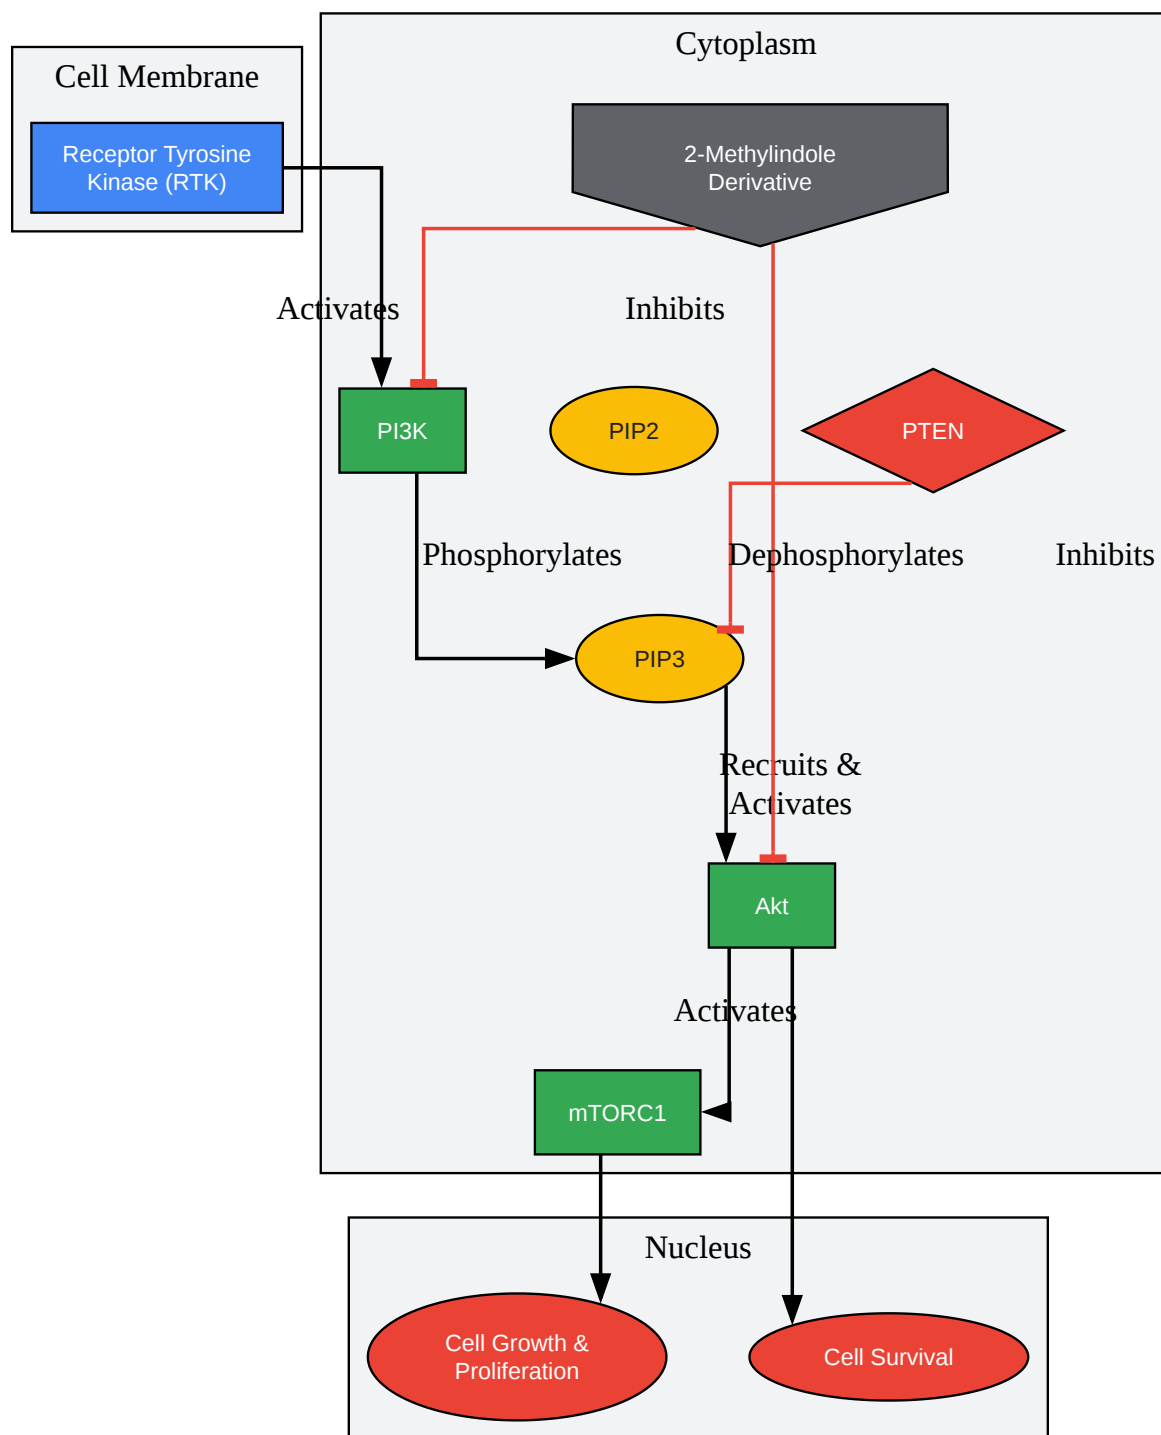 Cytoplasm
Cell Membrane
Receptor Tyrosine
Kinase (RTK)
2-Methylindole
Derivative
Activates
Inhibits
PI3K
PIP2
PTEN
Phosphorylates
Dephosphorylates
Inhibits
PIP3
Recruits &
Activates
Akt
Activates
mTORC1
Nucleus
Cell Growth &
Proliferation
Cell Survival